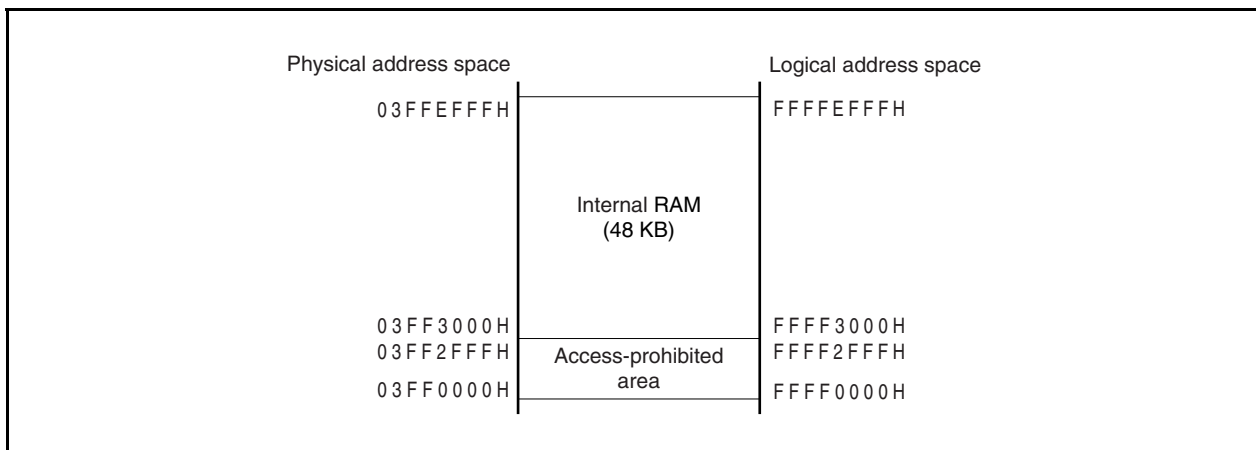 Physical address space
Logical address space
03FFEFFFH
FFFFEFFFH
Internal RAM
(48 KB)
03FF3000H
FFFF3000H
03FF2FFFH
Access-prohibited
area
FFFF2FFFH
03FF0000H
FFFF0000H